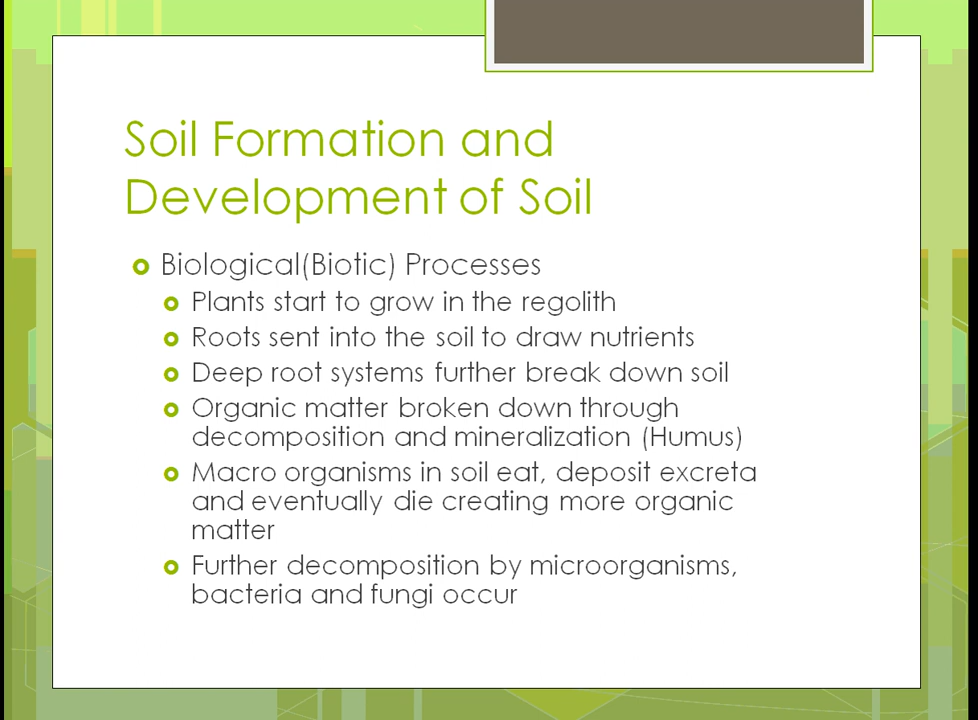 Soil Formation and
Development of Soil
Biological(Biotic) Processes
Plants start to grow in the regolith
Roots sent into the soil to draw nutrients
Deep root systems further break down soil
Organic matter broken down through
decomposition and mineralization (Humus)
Macro organisms in soil eat, deposit excreta
and eventually die creating more organic
matter
Further decomposition by microorganisms,
bacteria and fungi occur